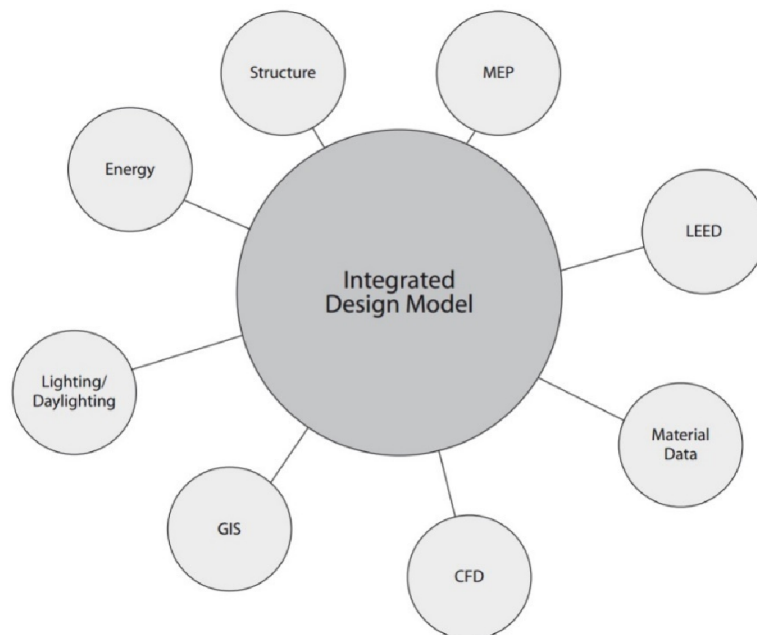 Structure
MEP
Energy
LEED
Integrated
Design Model
Lighting/
Daylighting
Material
Data
GIS
CFD